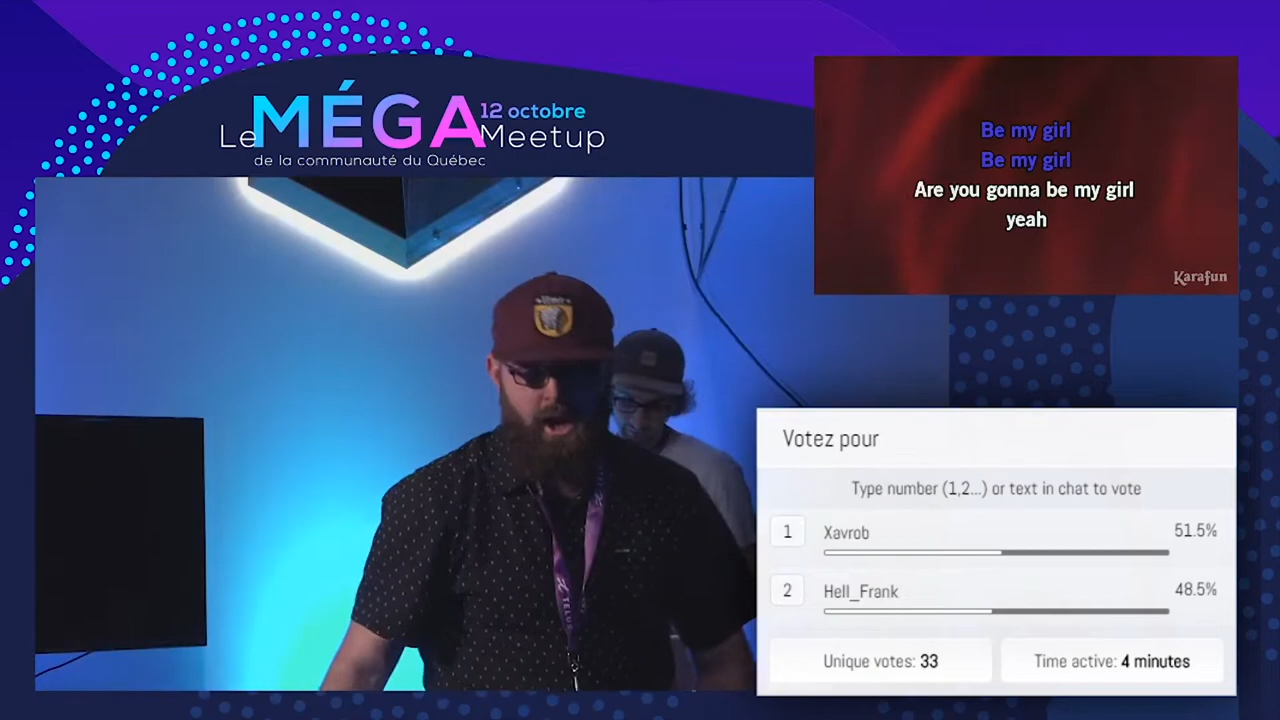 Le MÉGA 12 octobre
Meetup
de la communauté du Québec
Be my girl
Be my girl
Are you gonna be my girl
yeah
Karafun
Votez pour
Type number (1,2...) or text in chat to vote
1 Xavrob 51.5%
2 Hell_Frank 48.5%
Unique votes: 33 Time active: 4 minutes
TELUS